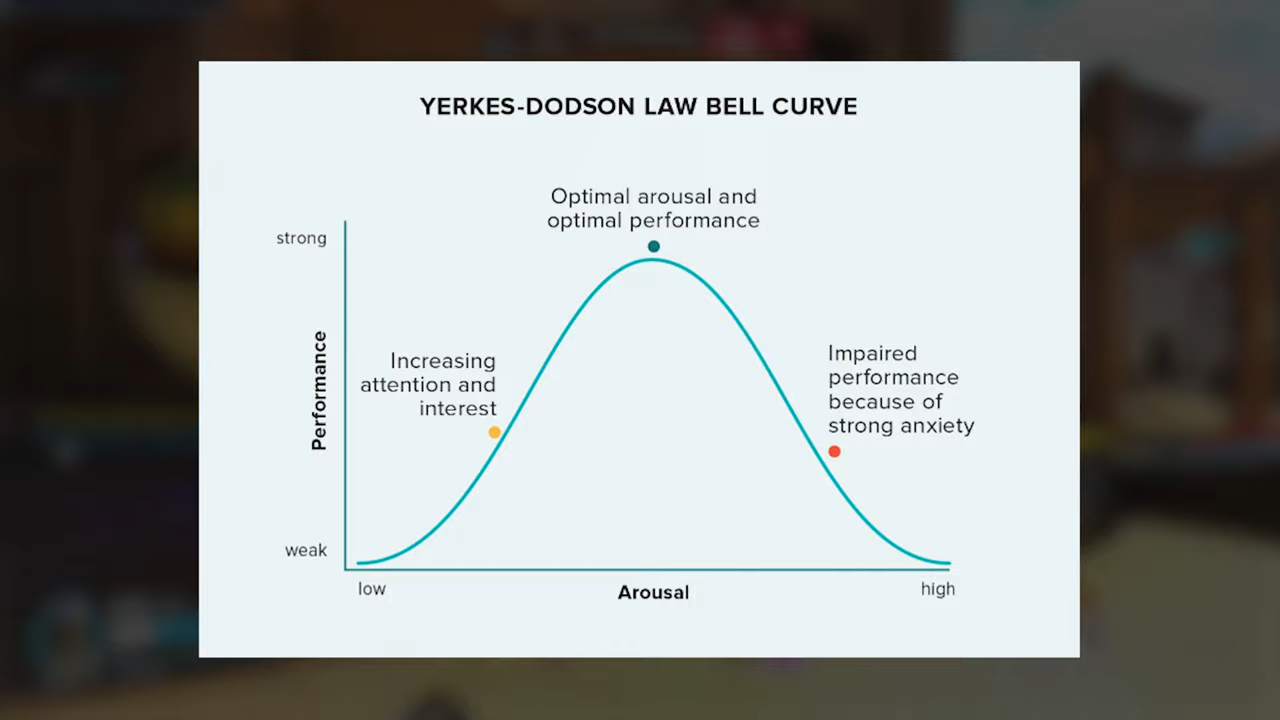 YERKES-DODSON LAW BELL CURVE
Optimal arousal and
optimal performance
strong
Increasing
attention and
interest
Impaired
performance
because of
strong anxiety
Performance
weak
low
Arousal
high